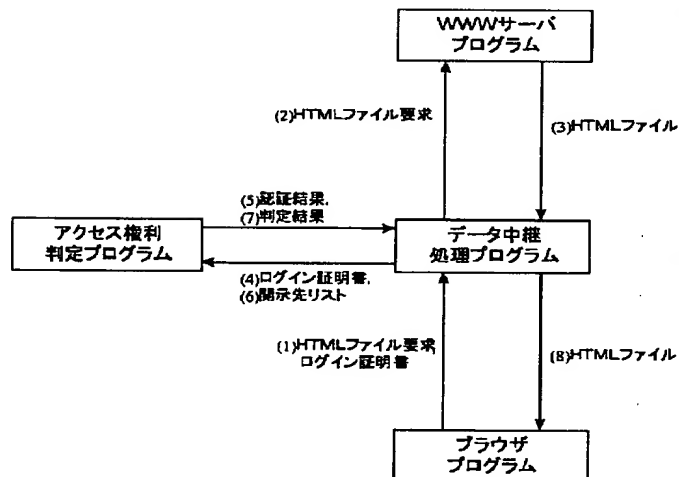 WWWサーバ
プログラム
(2)HTMLファイル要求
(3)HTMLファイル
(5)認証結果,
(7)判定結果
アクセス権利
判定プログラム
データ中継
処理プログラム
(4)ログイン証明書,
(6)開示先リスト
(1)HTMLファイル要求,
ログイン証明書
(8)HTMLファイル
ブラウザ
プログラム